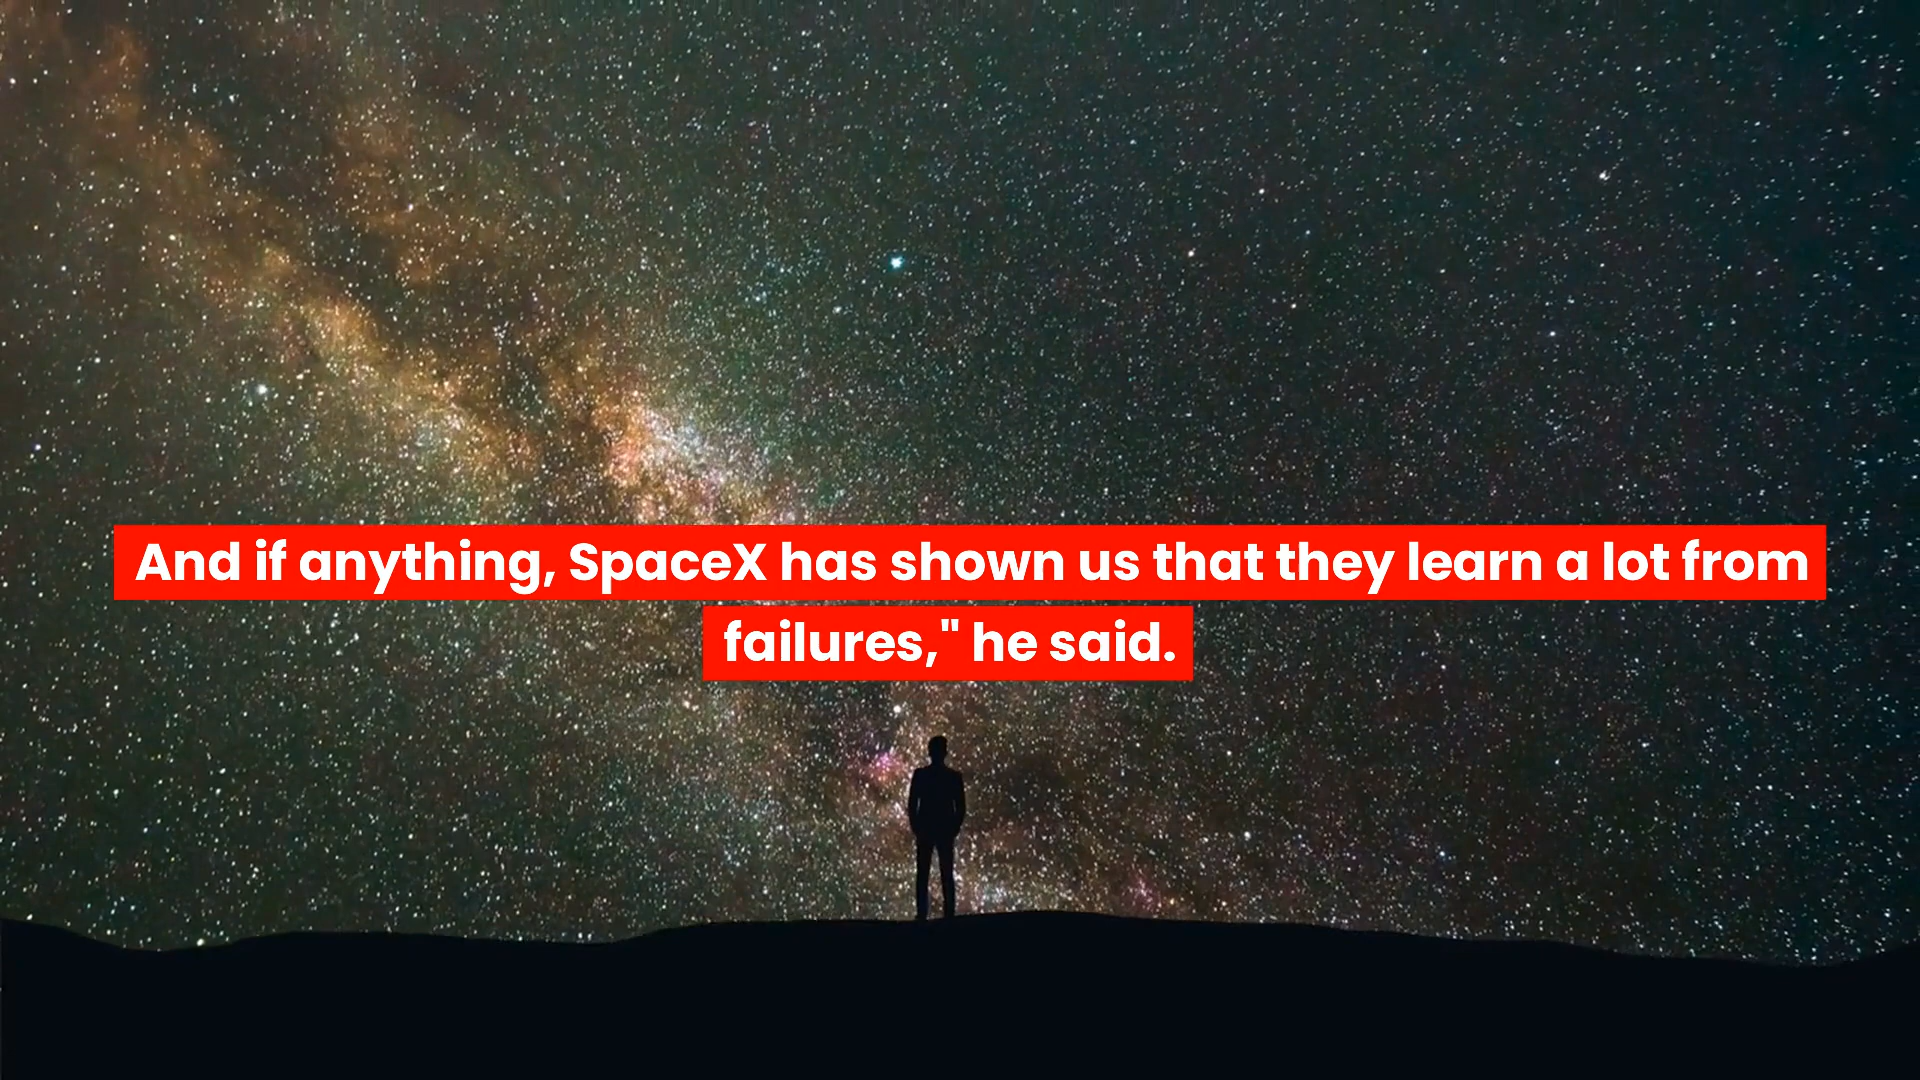 And if anything, SpaceX has shown us that they learn a lot from
failures," he said.